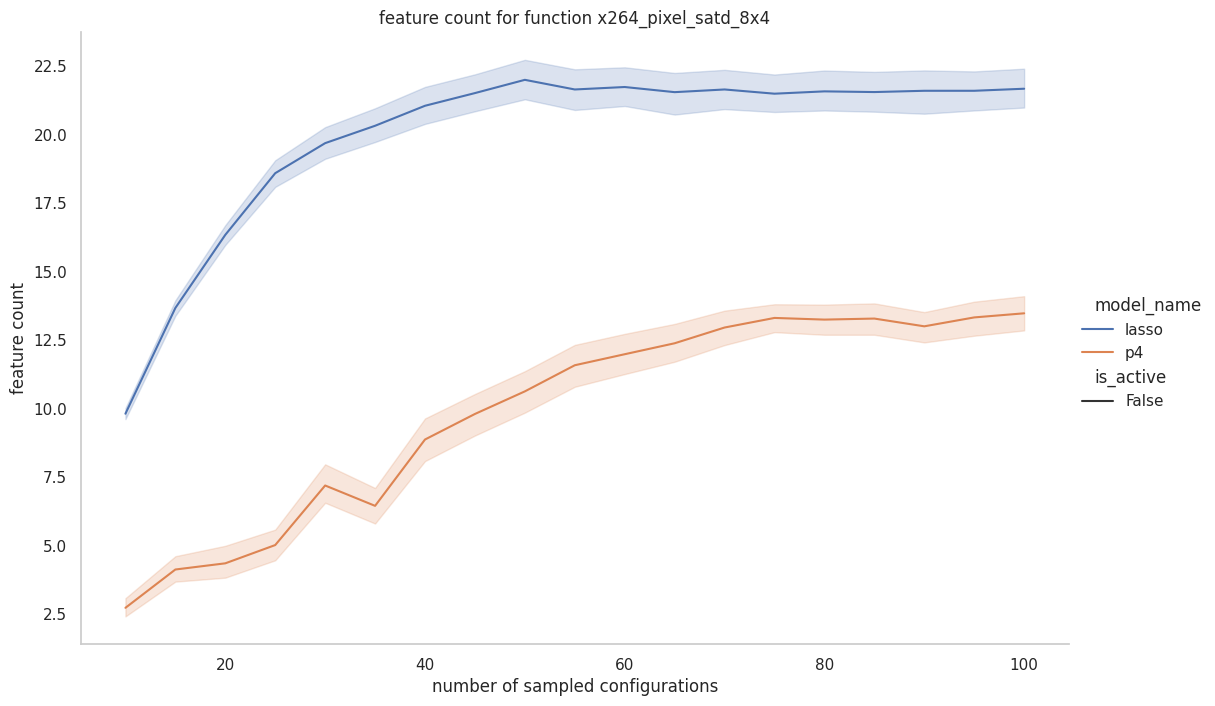 feature count for function x264_pixel_satd_8x4
22.5
20.0
17.5
15.0
12.5
10.0
7.5
5.0
2.5
feature count
20 40 60 80 100
number of sampled configurations
model_name
lasso
p4
is_active
False